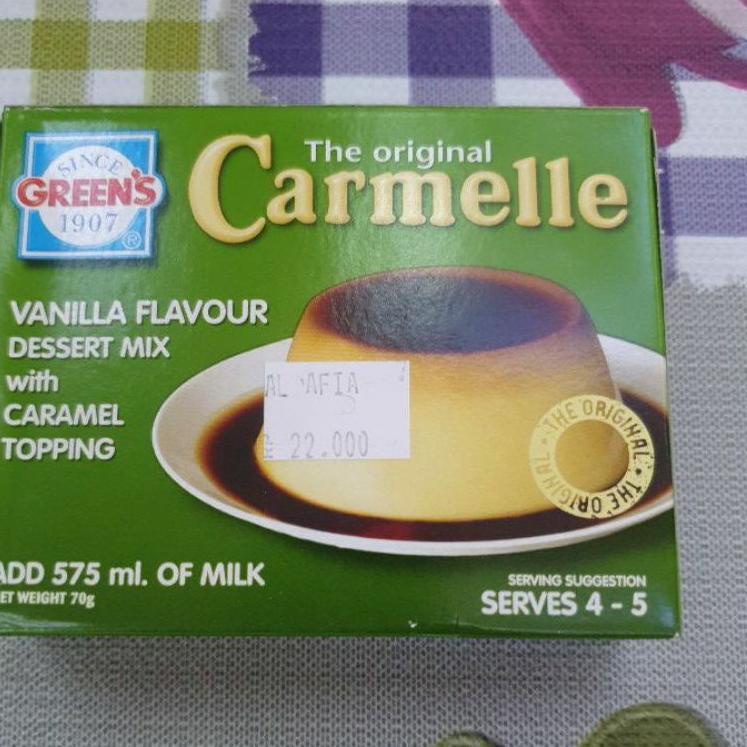 SINCE
GREEN'S
1907
®
The original
Carmelle
VANILLA FLAVOUR
DESSERT MIX
with
CARAMEL
TOPPING
AL AFIA
22.000
THE ORIGINAL • THE ORIGINAL •
ADD 575 ml. OF MILK
ET WEIGHT 70g
SERVING SUGGESTION
SERVES 4 - 5